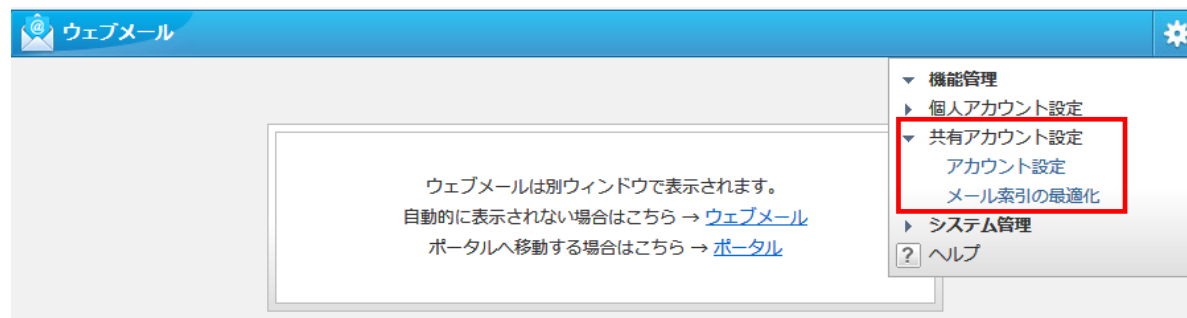 ウェブメール
機能管理
個人アカウント設定
共有アカウント設定
アカウント設定
メール索引の最適化
システム管理
? ヘルプ
ウェブメールは別ウィンドウで表示されます。
自動的に表示されない場合はこちら → ウェブメール
ポータルへ移動する場合はこちら → ポータル